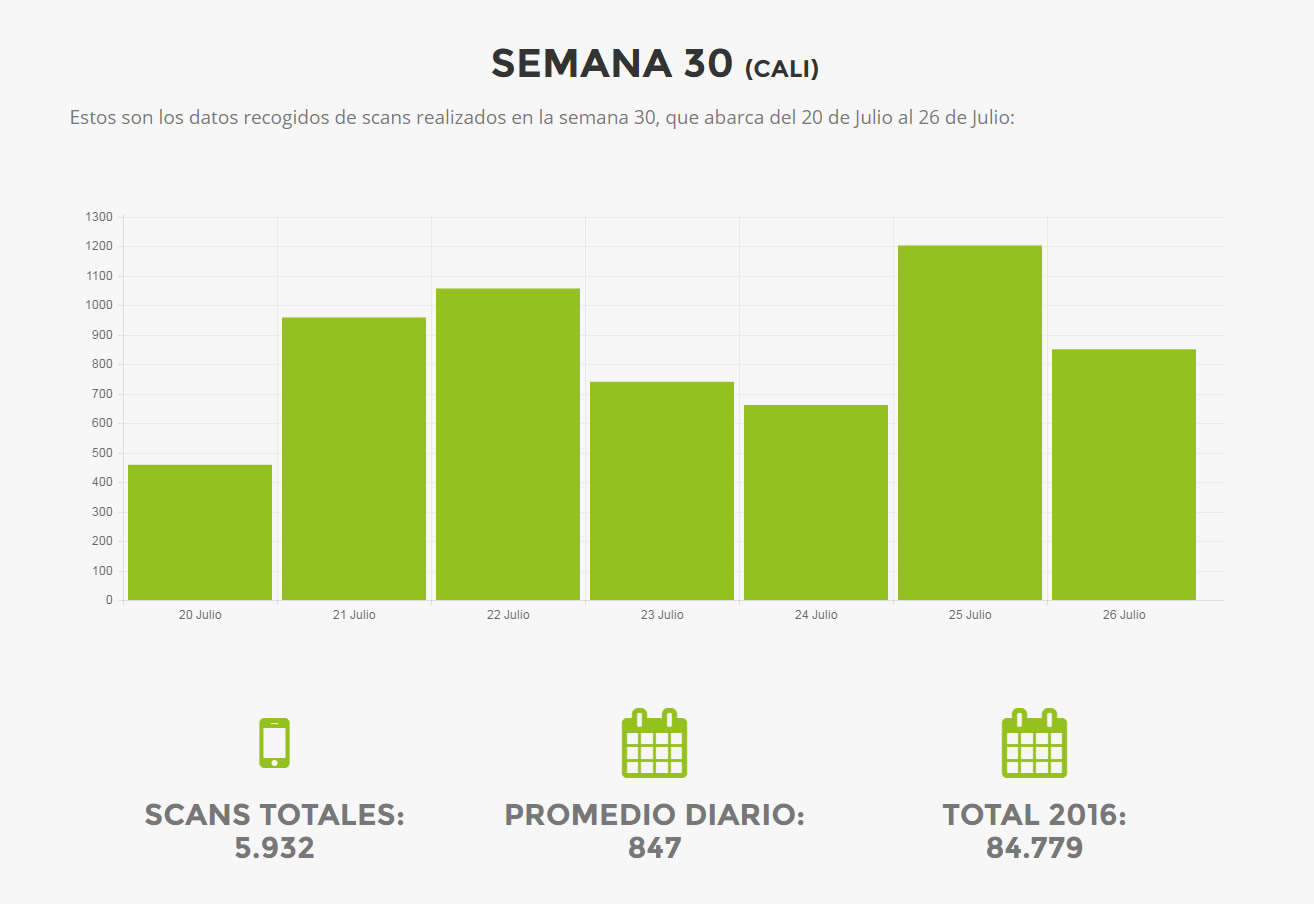 SEMANA 30 (CALI)
Estos son los datos recogidos de scans realizados en la semana 30, que abarca del 20 de Julio al 26 de Julio:
1300
1200
1100
1000
900
800
700
600
500
400
300
200
100
0
20 Julio 21 Julio 22 Julio 23 Julio 24 Julio 25 Julio 26 Julio
SCANS TOTALES: PROMEDIO DIARIO: TOTAL 2016:
5.932 847 84.779